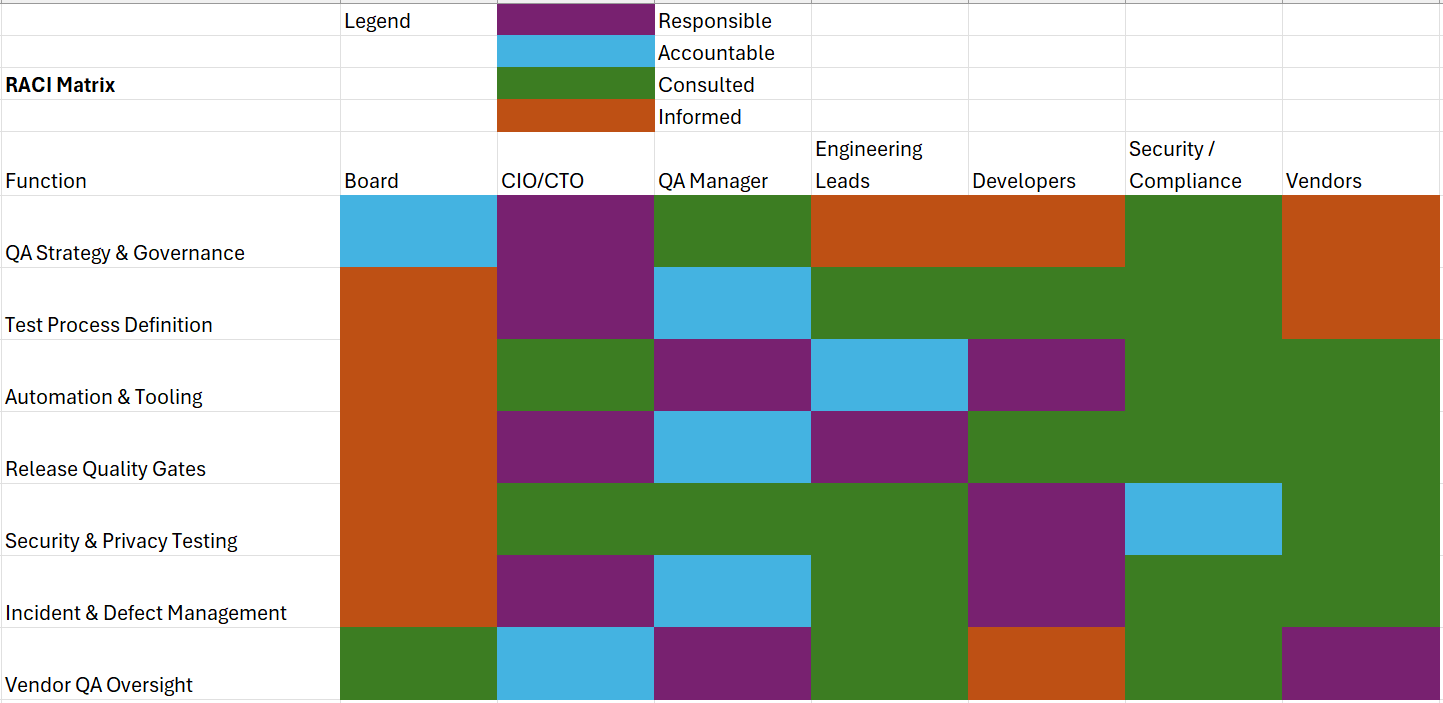 Legend Responsible
Accountable
RACI Matrix Consulted
Informed
Function Board CIO/CTO QA Manager Engineering Leads Developers Security / Compliance Vendors
QA Strategy & Governance
Test Process Definition
Automation & Tooling
Release Quality Gates
Security & Privacy Testing
Incident & Defect Management
Vendor QA Oversight